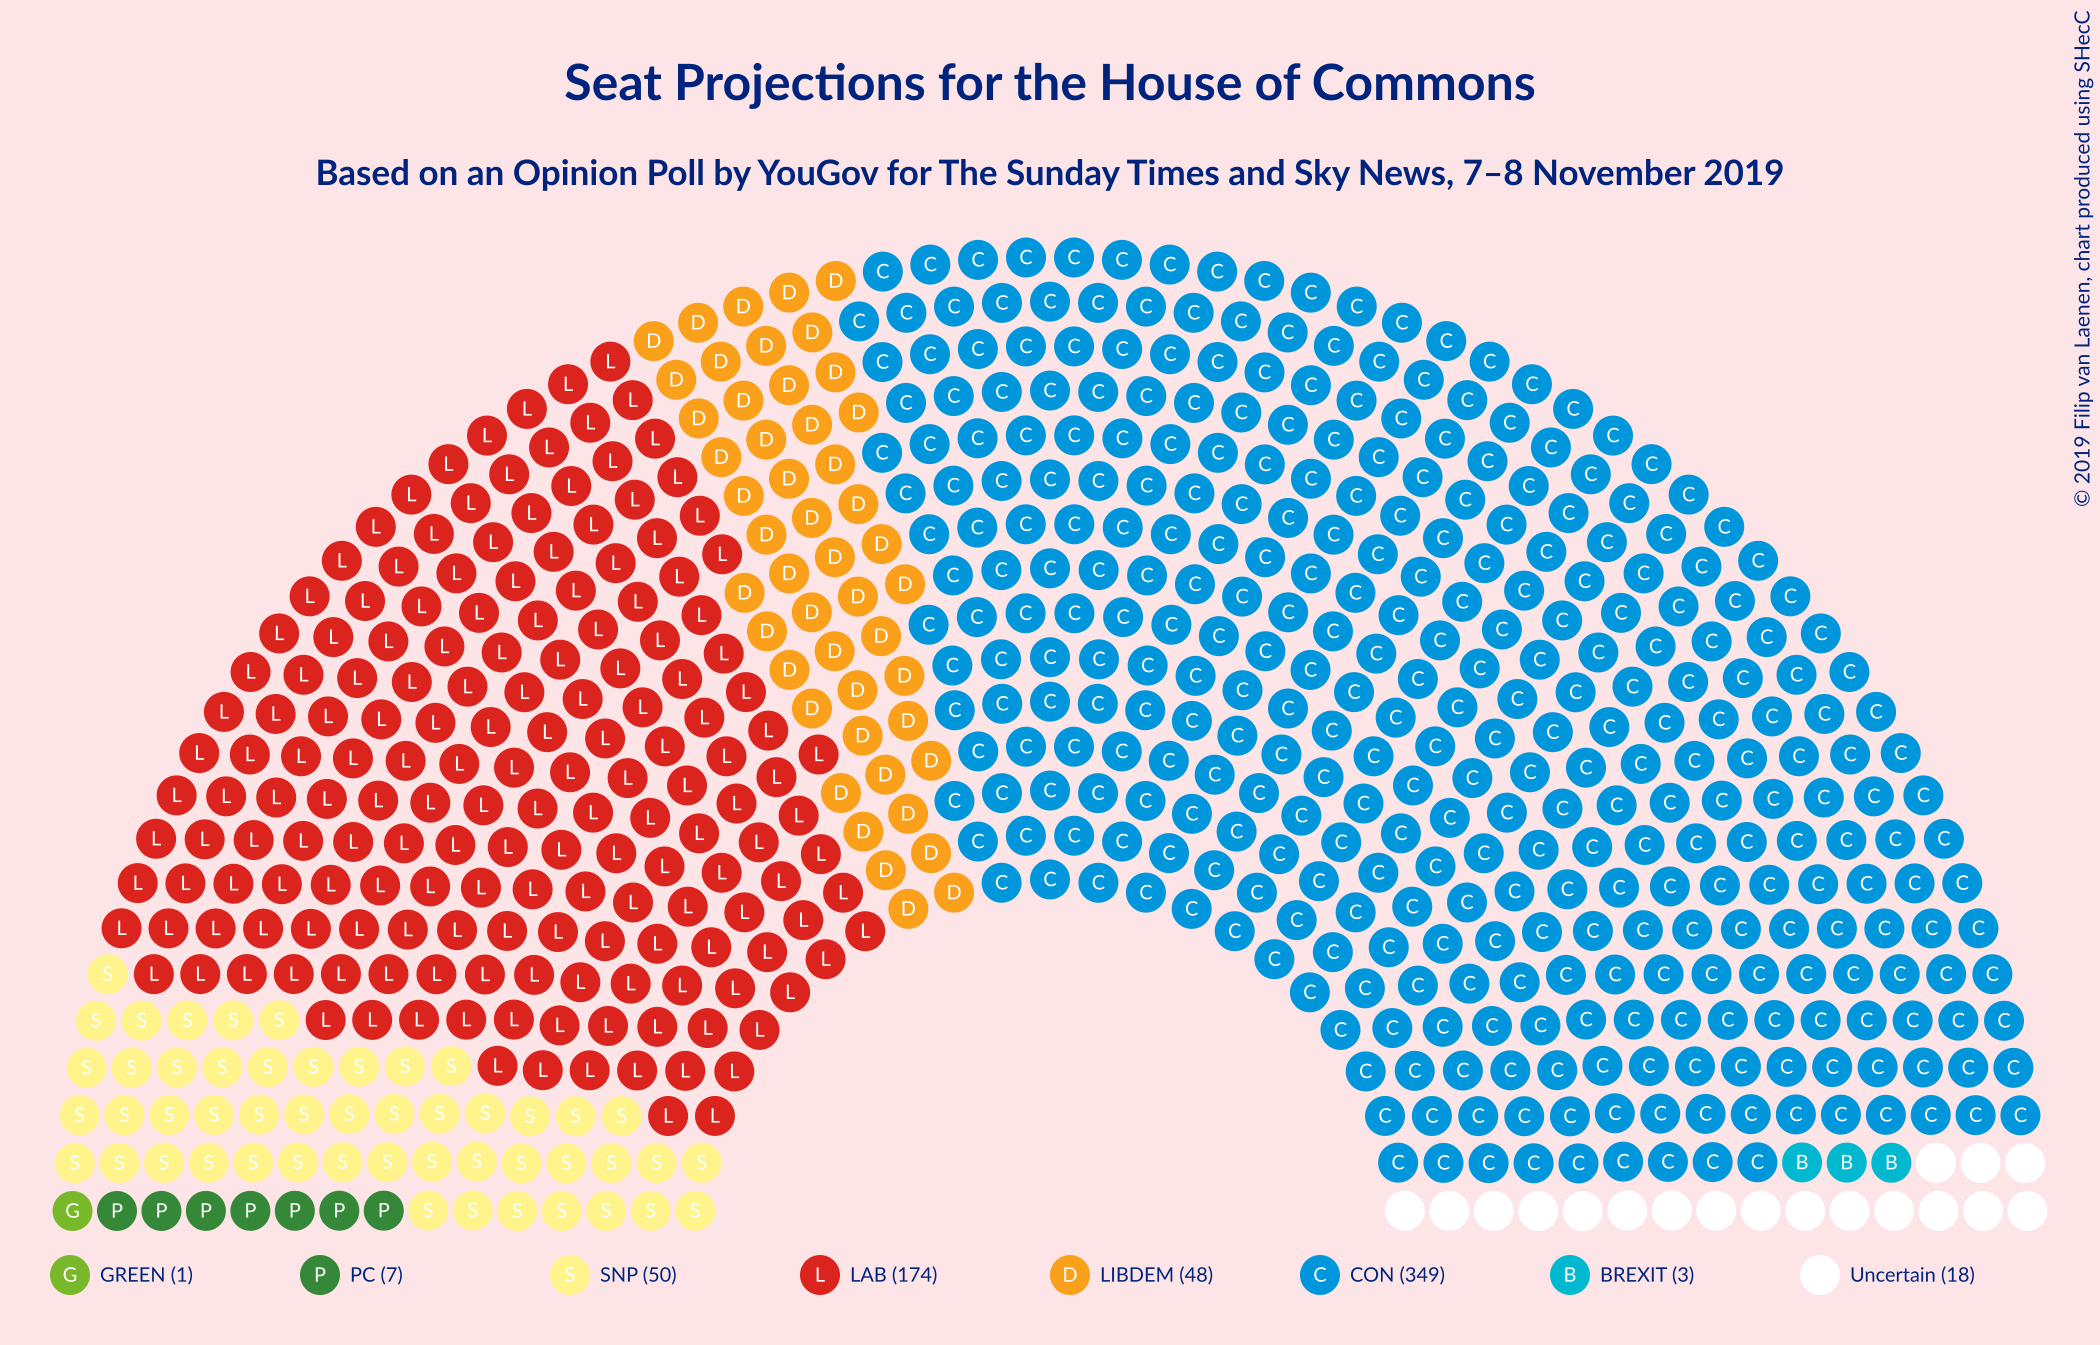 Seat Projections for the House of Commons
Based on an Opinion Poll by YouGov for The Sunday Times and Sky News, 7–8 November 2019
© 2019 Filip van Laenen, chart produced using SHecC
G GREEN (1)
P PC (7)
S SNP (50)
L LAB (174)
D LIBDEM (48)
C CON (349)
B BREXIT (3)
Uncertain (18)